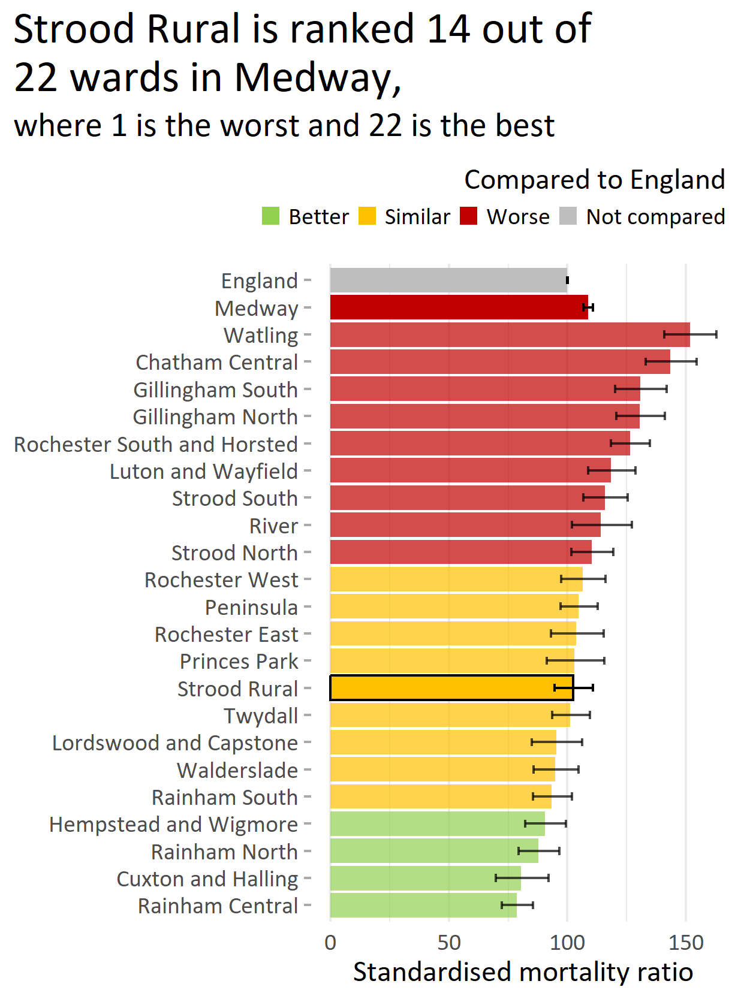 Strood Rural is ranked 14 out of
22 wards in Medway,
where 1 is the worst and 22 is the best
Compared to England
Better Similar Worse Not compared
England
Medway
Watling
Chatham Central
Gillingham South
Gillingham North
Rochester South and Horsted
Luton and Wayfield
Strood South
River
Strood North
Rochester West
Peninsula
Rochester East
Princes Park
Strood Rural
Twydall
Lordswood and Capstone
Walderslade
Rainham South
Hempstead and Wigmore
Rainham North
Cuxton and Halling
Rainham Central
0 50 100 150
Standardised mortality ratio